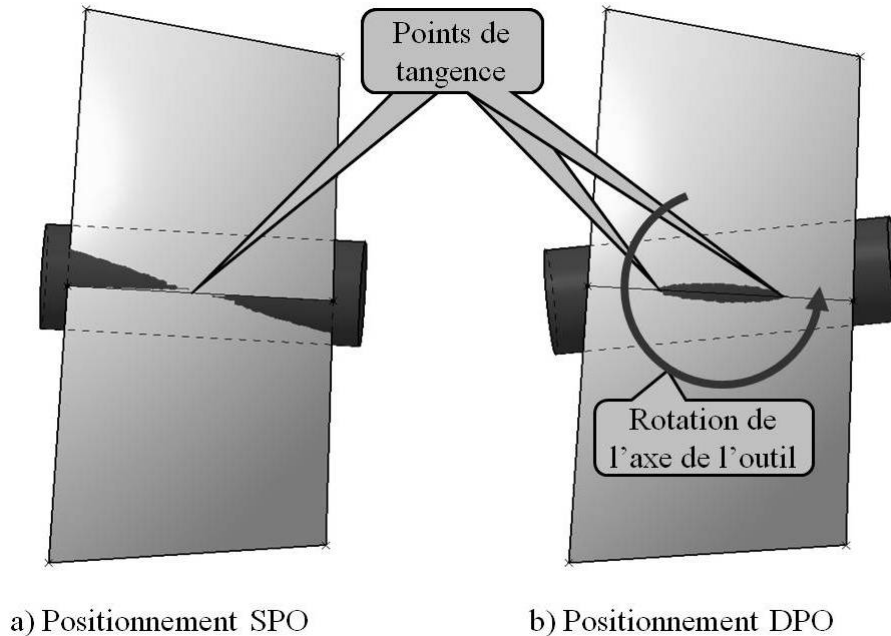 Points de
tangence
Rotation de
l’axe de l’outil
a) Positionnement SPO
b) Positionnement DPO